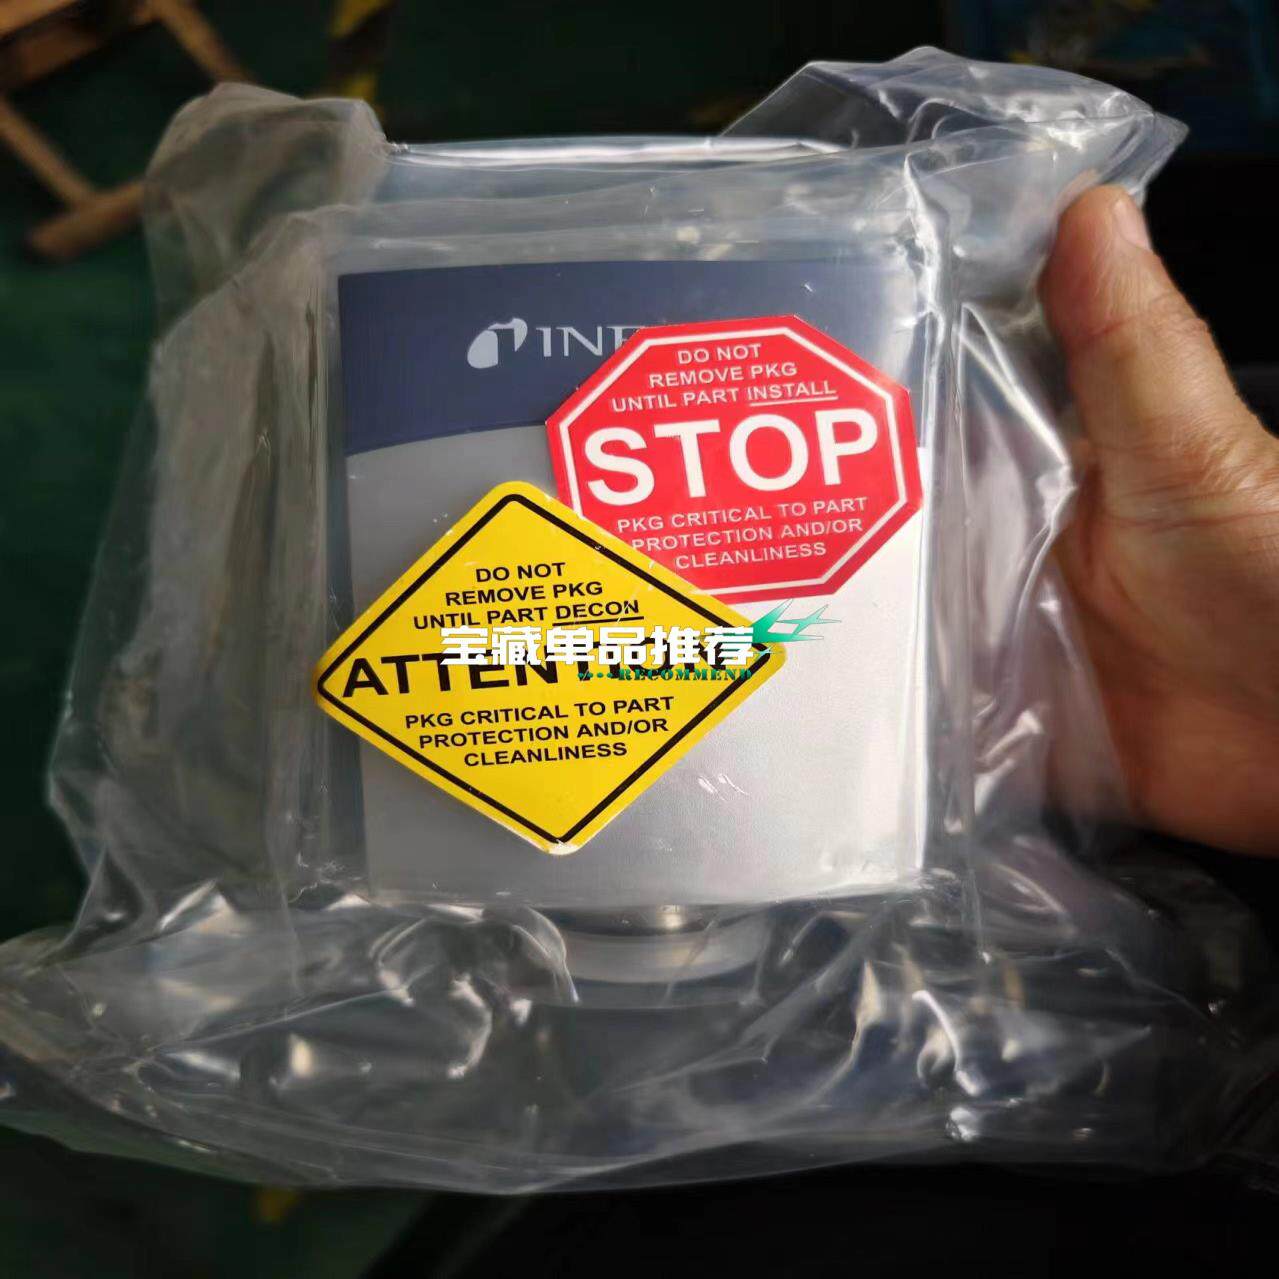 DO NOT
REMOVE PKG
UNTIL PART INSTALL
STOP
PKG CRITICAL TO PART
PROTECTION AND/OR
CLEANLINESS
DO NOT
REMOVE PKG
UNTIL PART DECON
ATTENTION
PKG CRITICAL TO PART
PROTECTION AND/OR
CLEANLINESS
宝藏单品推荐
RECOMMEND